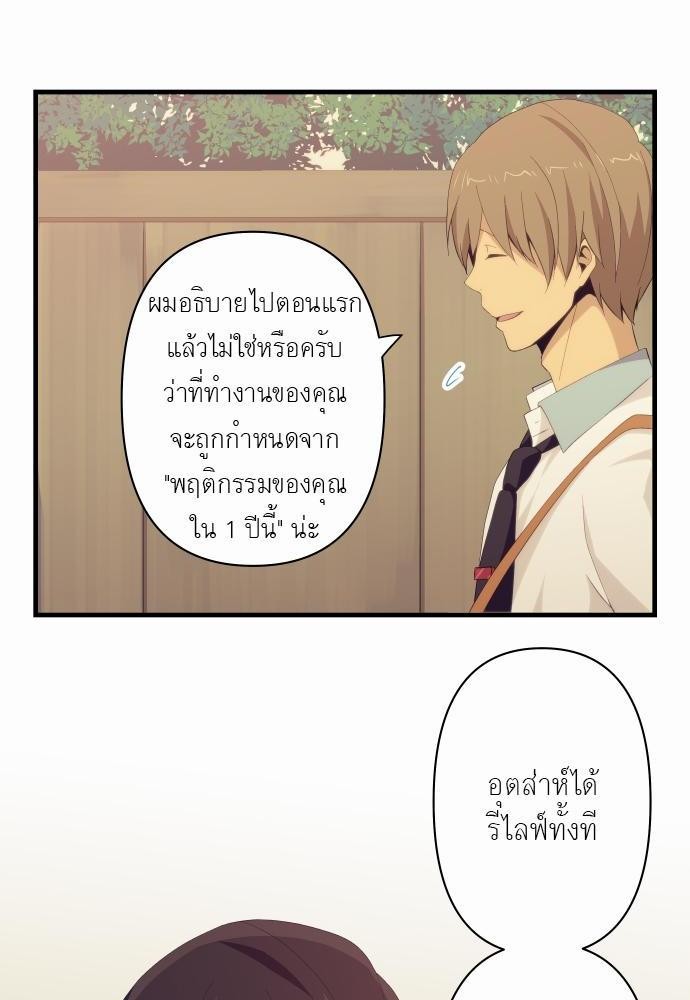 ผมอธิบายไปตอนแรก
แล้วไม่ใช่หรือครับ
ว่าที่ทำงานของคุณ
จะถูกกำหนดจาก
"พฤติกรรมของคุณ
ใน 1 ปีนี้" น่ะ
อุตส่าห์ได้
รีไลฟ์ทั้งที